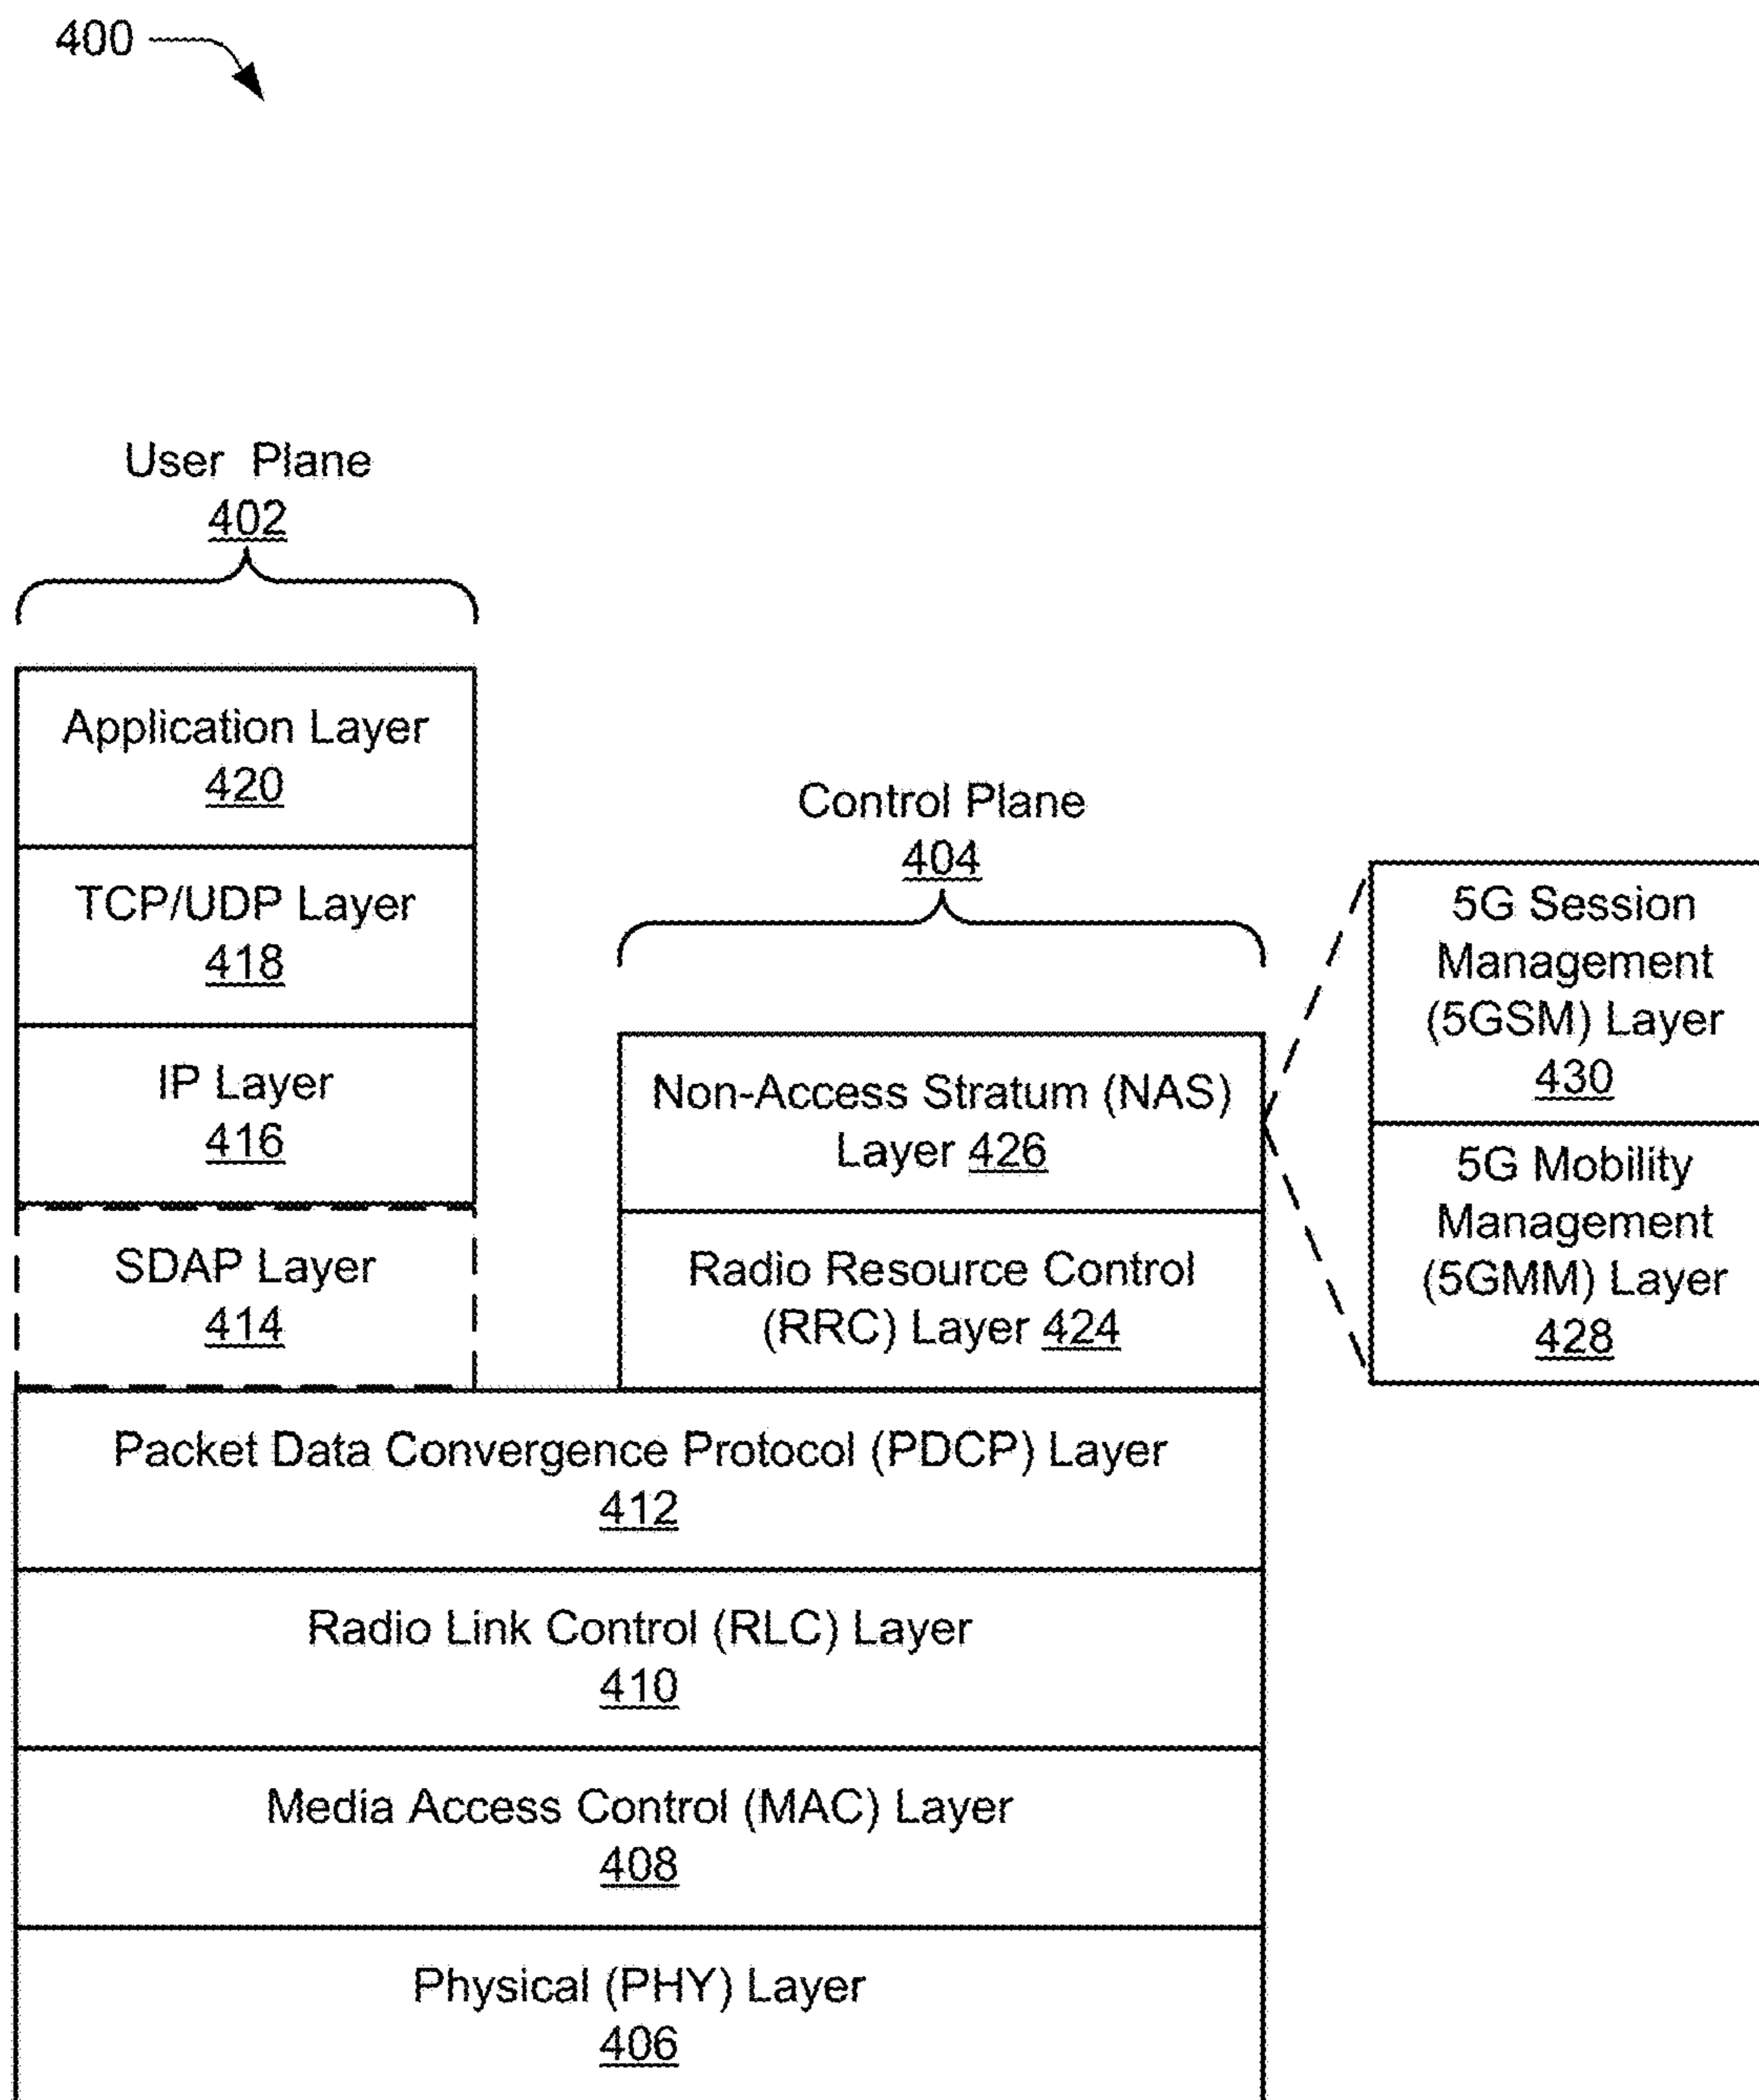 400
User Plane
402
Application Layer
420
TCP/UDP Layer
418
IP Layer
416
SDAP Layer
414
Control Plane
404
Non-Access Stratum (NAS)
Layer 426
Radio Resource Control
(RRC) Layer 424
5G Session
Management
(5GSM) Layer
430
5G Mobility
Management
(5GMM) Layer
428
Packet Data Convergence Protocol (PDCP) Layer
412
Radio Link Control (RLC) Layer
410
Media Access Control (MAC) Layer
408
Physical (PHY) Layer
406